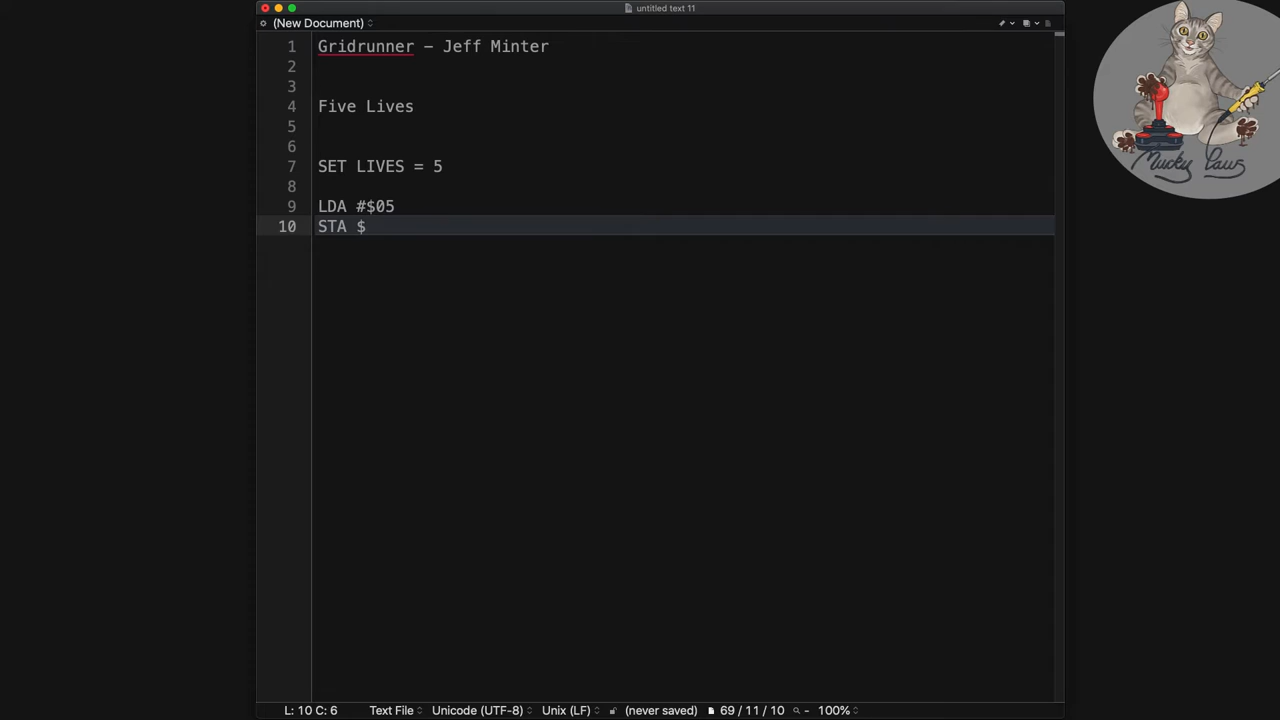 untitled text 11
(New Document)
1 Gridrunner - Jeff Minter
2
3
4 Five Lives
5
6
7 SET LIVES = 5
8
9 LDA #$05
10 STA $
L: 10 C: 6 Text File Unicode (UTF-8) Unix (LF) (never saved) 69 / 11 / 10 - 100%
Mucky Paws